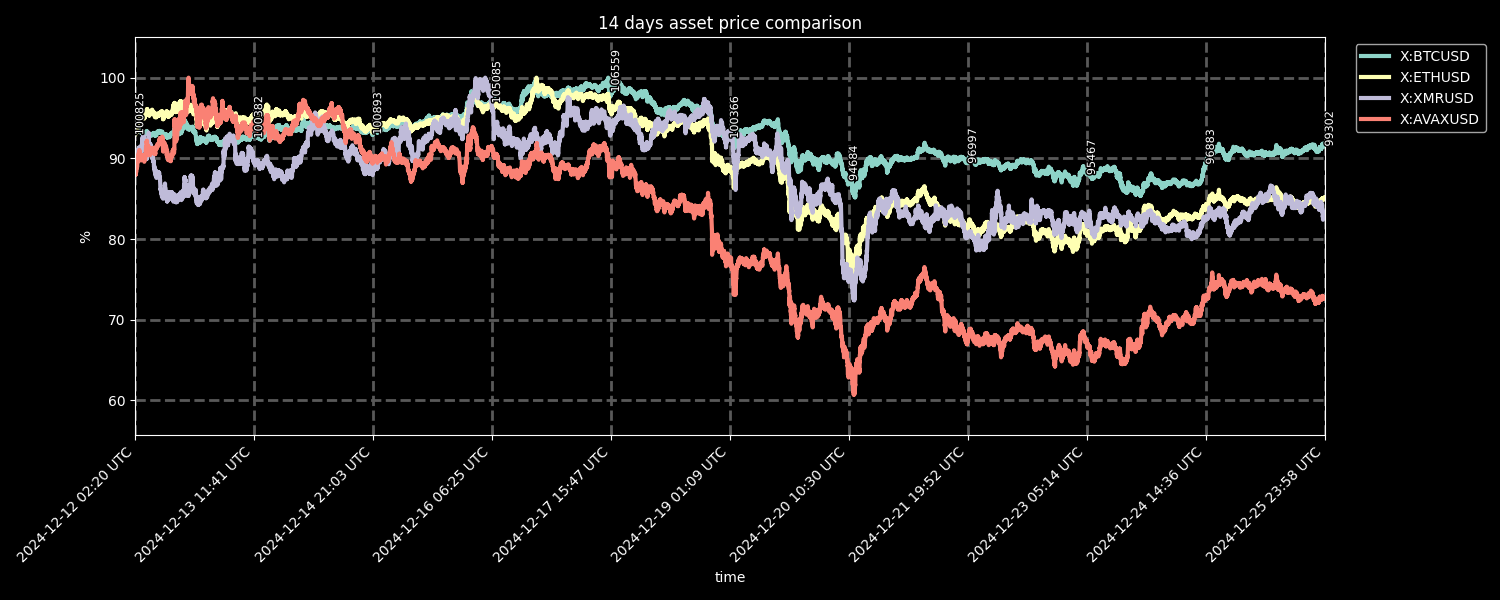 14 days asset price comparison
X:BTCUSD
X:ETHUSD
X:XMRUSD
X:AVAXUSD
100
90
80
70
60
%
100825
100382
100893
105085
106559
100366
94684
96997
95467
96883
99302
2024-12-12 02:20 UTC
2024-12-13 11:41 UTC
2024-12-14 21:03 UTC
2024-12-16 06:25 UTC
2024-12-17 15:47 UTC
2024-12-19 01:09 UTC
2024-12-20 10:30 UTC
2024-12-21 19:52 UTC
2024-12-23 05:14 UTC
2024-12-24 14:36 UTC
2024-12-25 23:58 UTC
time